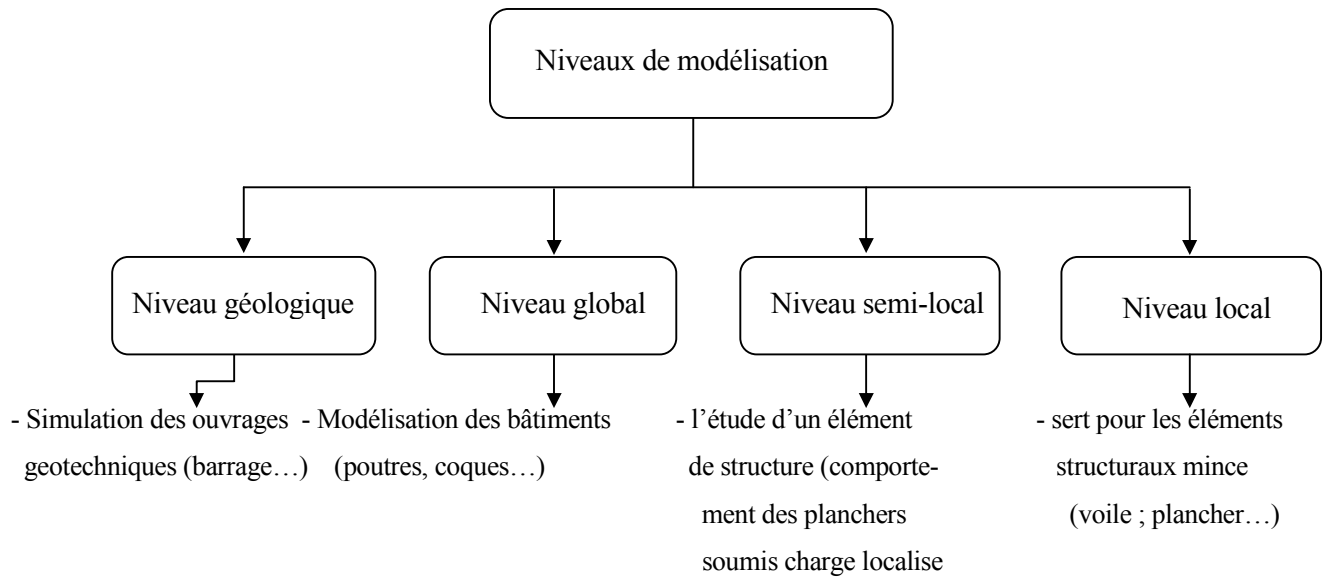 Niveaux de modélisation
Niveau géologique
Niveau global
Niveau semi-local
Niveau local
- Simulation des ouvrages
geotechniques (barrage…)
- Modélisation des bâtiments
(poutres, coques…)
- l’étude d’un élément
de structure (comporte-
ment des planchers
soumis charge localise
- sert pour les éléments
structuraux mince
(voile ; plancher…)